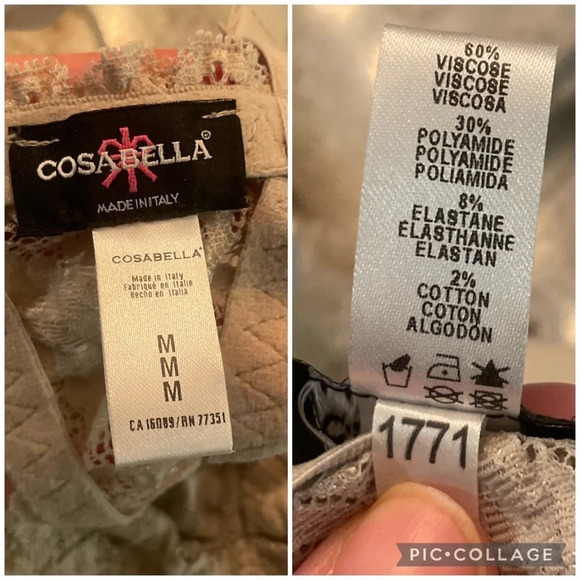 COSABELLA
MADE IN ITALY
COSABELLA
Made in Italy
Fabriqué en Italie
Hecho en Italia
M
M
M
CA 16089/RN 77351
60%
VISCOSE
VISCOSE
VISCOSA
30%
POLYAMIDE
POLYAMIDE
POLIAMIDA
8%
ELASTANE
ELASTHANNE
ELASTAN
2%
COTTON
COTON
ALGODÓN
1771
PIC•COLLAGE